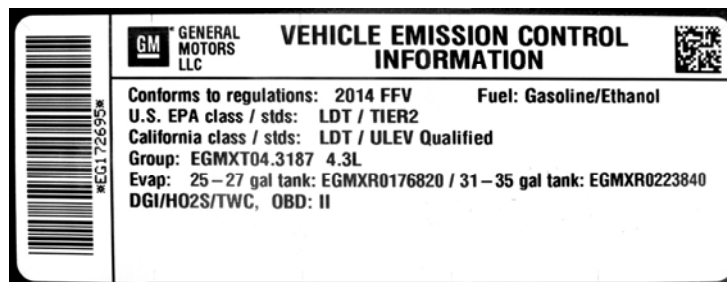 *EG172695*
GM
GENERAL
MOTORS
LLC
VEHICLE EMISSION CONTROL
INFORMATION
Conforms to regulations: 2014 FFV Fuel: Gasoline/Ethanol
U.S. EPA class / stds: LDT / TIER2
California class / stds: LDT / ULEV Qualified
Group: EGMXT04.3187 4.3L
Evap: 25–27 gal tank: EGMXR0176820 / 31–35 gal tank: EGMXR0223840
DGI/HO2S/TWC, OBD: II